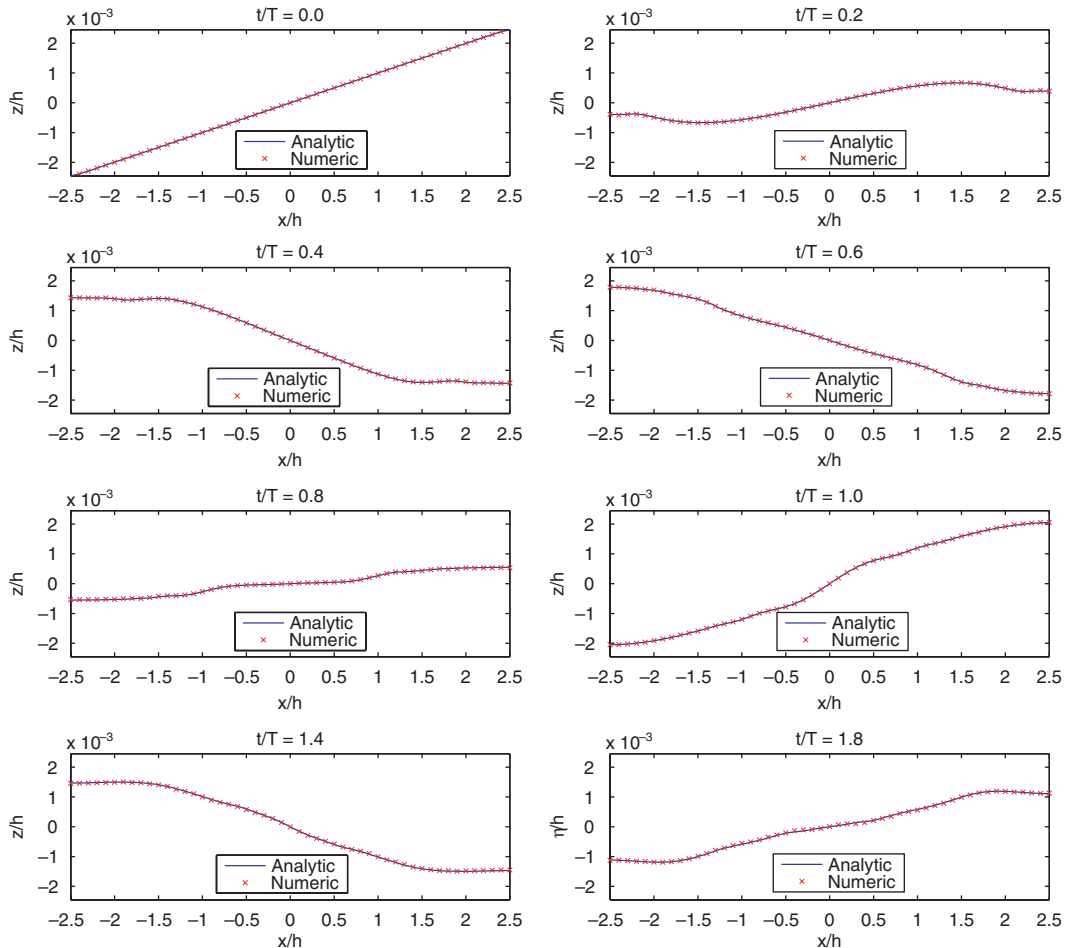 x 10⁻³
t/T = 0.0
z/h
2
1
0
−1
−2
Analytic
Numeric
−2.5 −2 −1.5 −1 −0.5 0 0.5 1 1.5 2 2.5
x/h
x 10⁻³
t/T = 0.2
z/h
2
1
0
−1
−2
Analytic
Numeric
−2.5 −2 −1.5 −1 −0.5 0 0.5 1 1.5 2 2.5
x/h
x 10⁻³
t/T = 0.4
z/h
2
1
0
−1
−2
Analytic
Numeric
−2.5 −2 −1.5 −1 −0.5 0 0.5 1 1.5 2 2.5
x/h
x 10⁻³
t/T = 0.6
z/h
2
1
0
−1
−2
Analytic
Numeric
−2.5 −2 −1.5 −1 −0.5 0 0.5 1 1.5 2 2.5
x/h
x 10⁻³
t/T = 0.8
z/h
2
1
0
−1
−2
Analytic
Numeric
−2.5 −2 −1.5 −1 −0.5 0 0.5 1 1.5 2 2.5
x/h
x 10⁻³
t/T = 1.0
z/h
2
1
0
−1
−2
Analytic
Numeric
−2.5 −2 −1.5 −1 −0.5 0 0.5 1 1.5 2 2.5
x/h
x 10⁻³
t/T = 1.4
z/h
2
1
0
−1
−2
Analytic
Numeric
−2.5 −2 −1.5 −1 −0.5 0 0.5 1 1.5 2 2.5
x/h
x 10⁻³
t/T = 1.8
η/h
2
1
0
−1
−2
Analytic
Numeric
−2.5 −2 −1.5 −1 −0.5 0 0.5 1 1.5 2 2.5
x/h